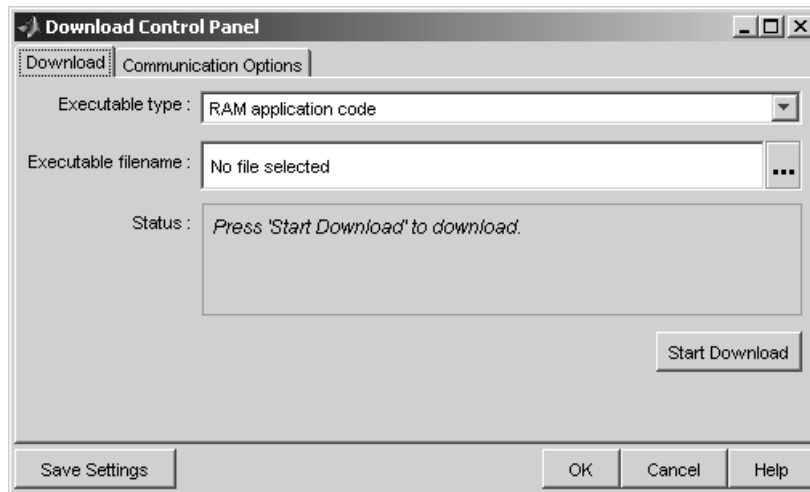 Download Control Panel
Download Communication Options
Executable type : RAM application code
Executable filename : No file selected ...
Status : Press 'Start Download' to download.
Start Download
Save Settings OK Cancel Help